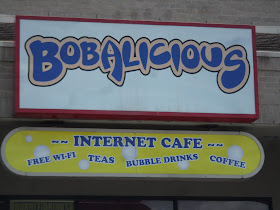 BOBALICIOUS
~~ INTERNET CAFE ~~
FREE WI-FI TEAS BUBBLE DRINKS COFFEE